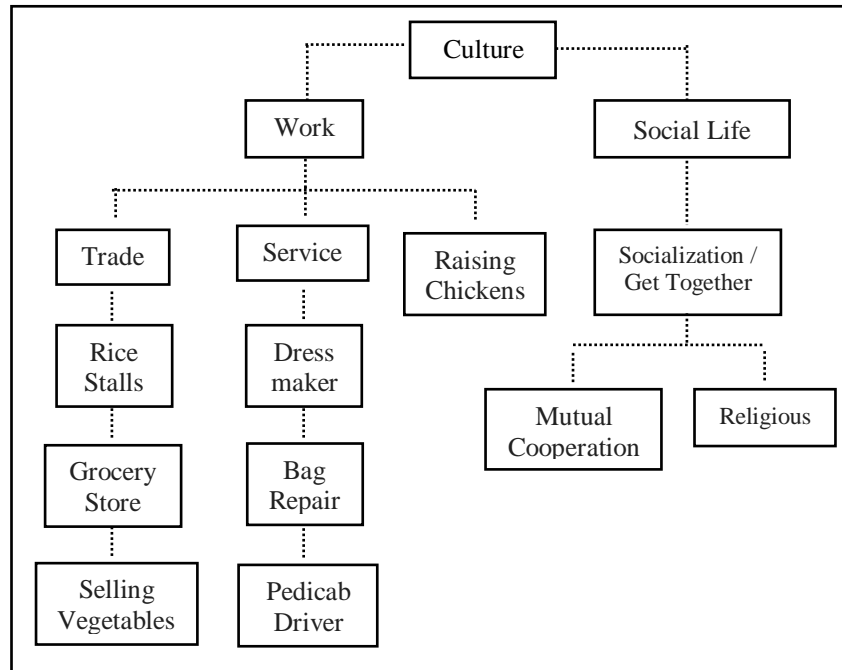 Culture
Work
Social Life
Trade
Service
Raising
Chickens
Socialization /
Get Together
Rice
Stalls
Dress
maker
Mutual
Cooperation
Religious
Grocery
Store
Bag
Repair
Selling
Vegetables
Pedicab
Driver